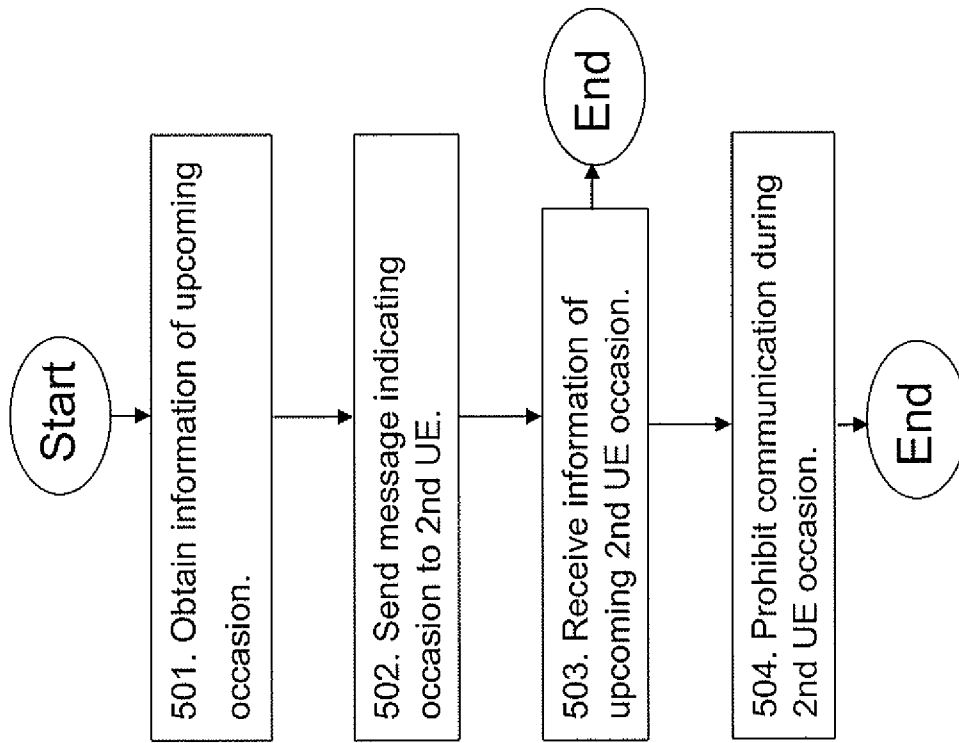 Start
501. Obtain information of upcoming
occasion.
502. Send message indicating
occasion to 2nd UE.
503. Receive information of
upcoming 2nd UE occasion.
End
504. Prohibit communication during
2nd UE occasion.
End